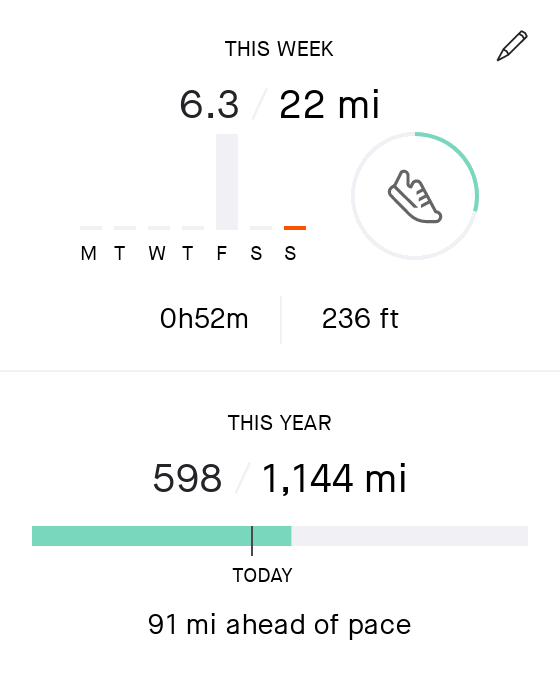 THIS WEEK
6.3 / 22 mi
M T W T F S S
0h52m 236 ft
THIS YEAR
598 / 1,144 mi
TODAY
91 mi ahead of pace